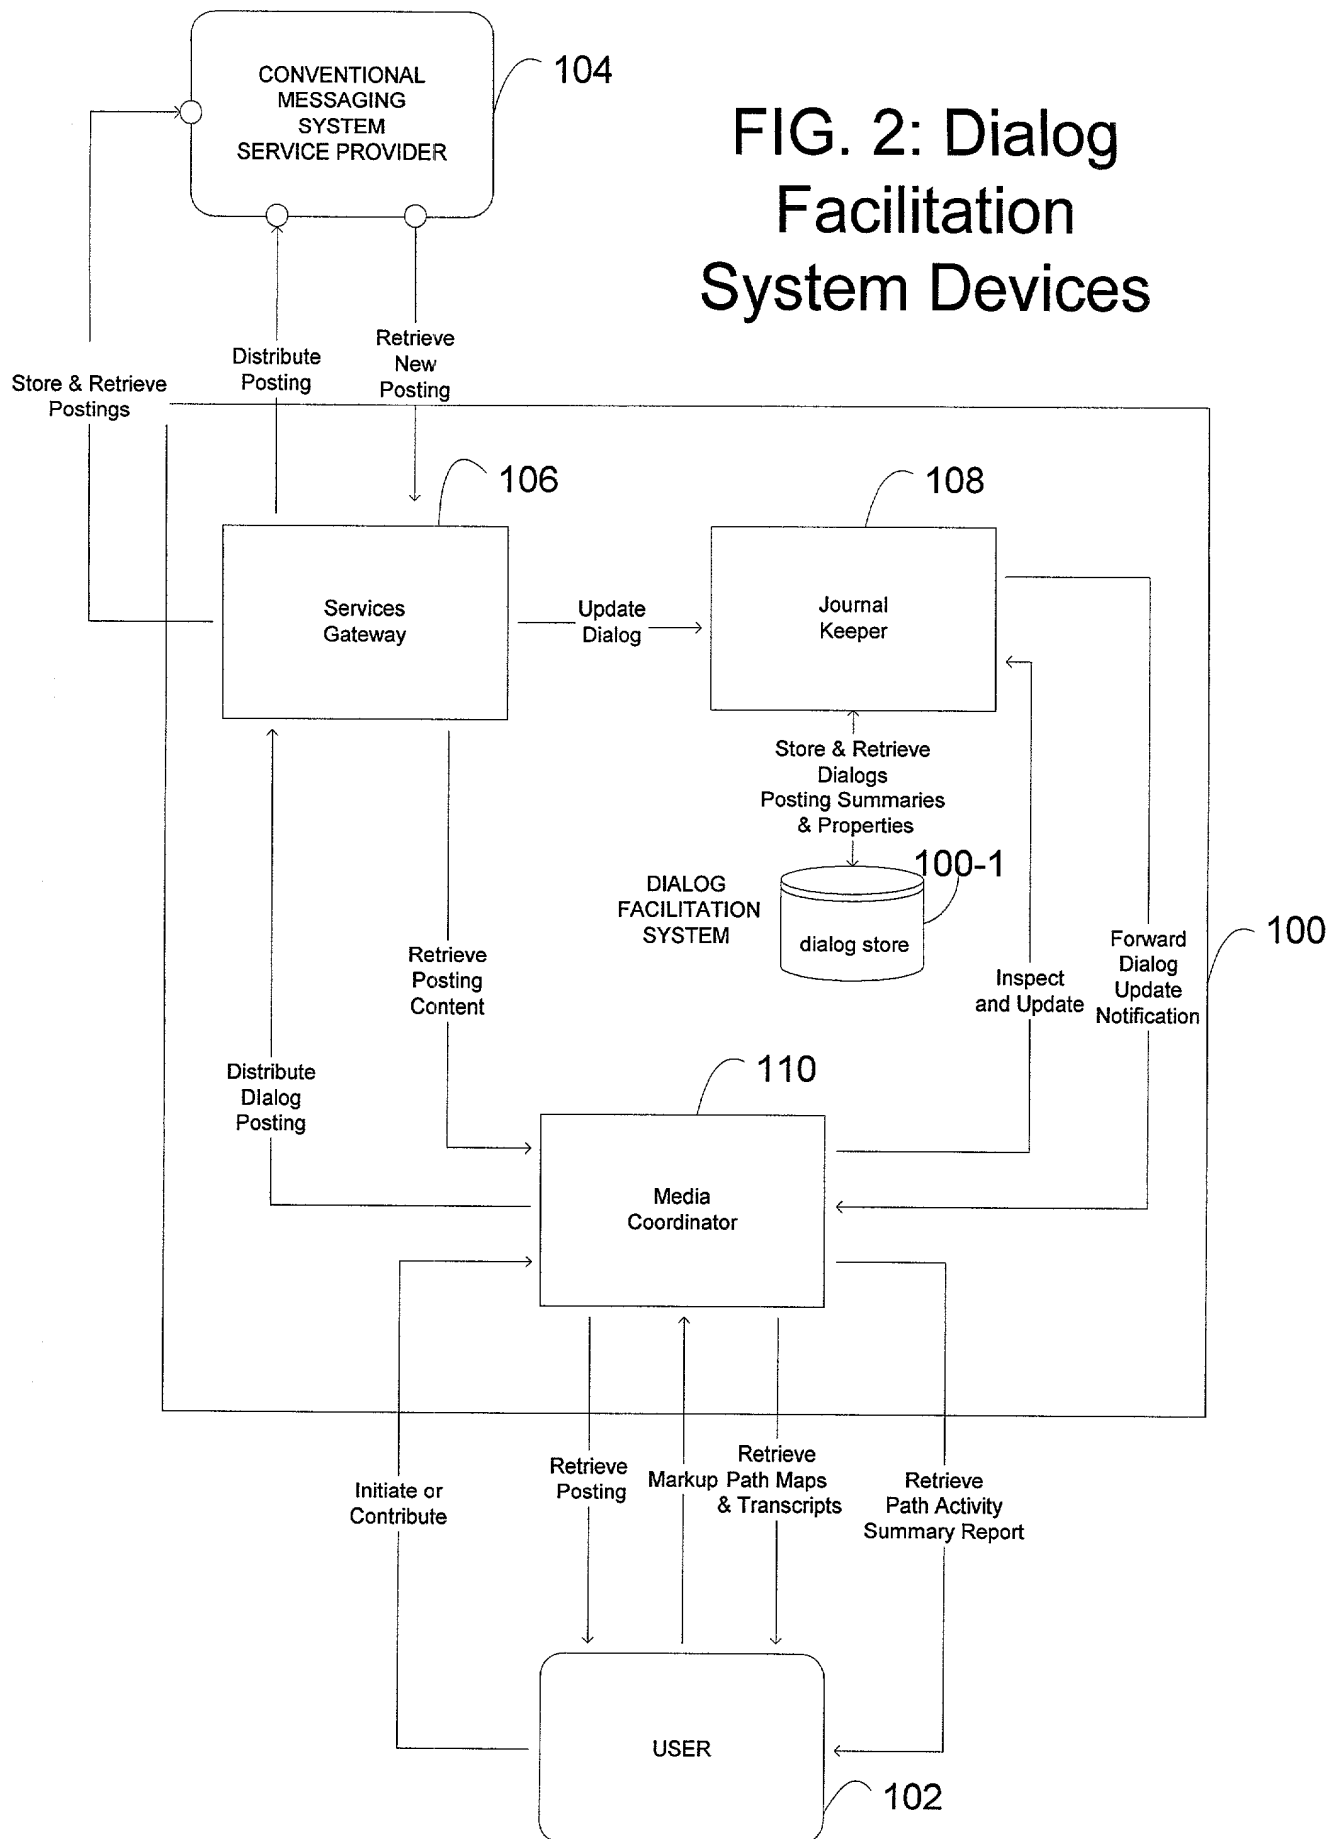 CONVENTIONAL
MESSAGING
SYSTEM
SERVICE PROVIDER
104
FIG. 2: Dialog
Facilitation
System Devices
Store & Retrieve
Postings
Distribute
Posting
Retrieve
New
Posting
106
108
Services
Gateway
Update
Dialog
Journal
Keeper
Store & Retrieve
Dialogs
Posting Summaries
& Properties
100-1
DIALOG
FACILITATION
SYSTEM
dialog store
100
Retrieve
Posting
Content
Inspect
and Update
Forward
Dialog
Update
Notification
Distribute
DIalog
Posting
110
Media
Coordinator
Initiate or
Contribute
Retrieve
Posting
Markup
Retrieve
Path Maps
& Transcripts
Retrieve
Path Activity
Summary Report
USER
102